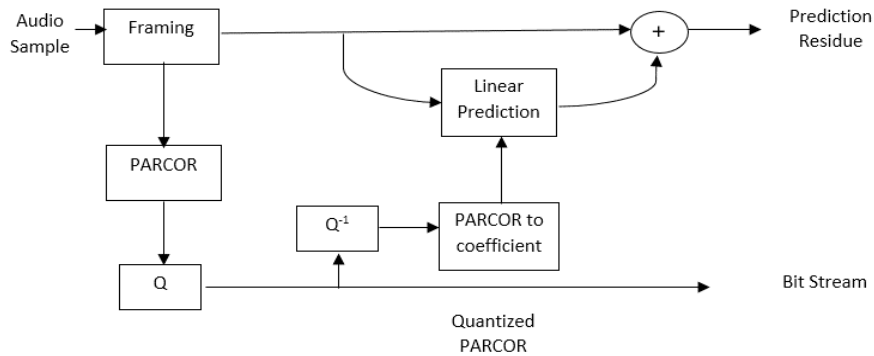 Audio
Sample
Framing
+
Prediction
Residue
Linear
Prediction
PARCOR
Q⁻¹
PARCOR to
coefficient
Q
Bit Stream
Quantized
PARCOR